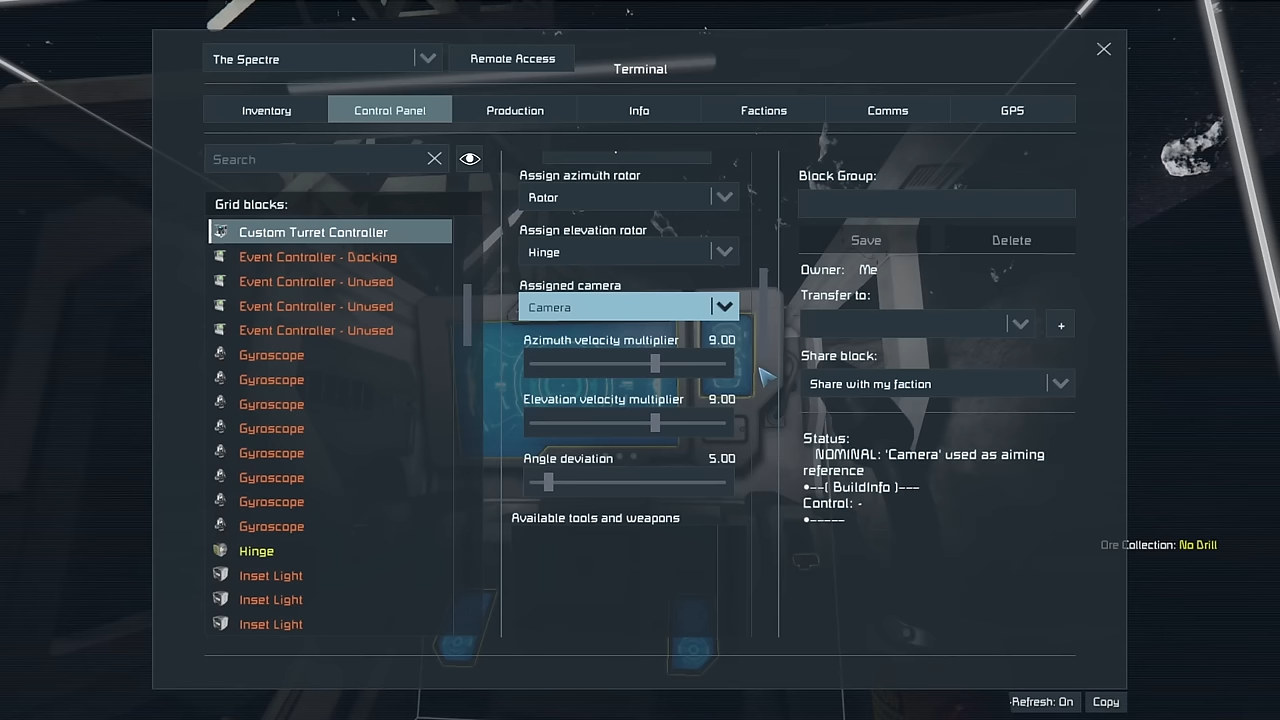 The Spectre
Remote Access
Terminal
Inventory
Control Panel
Production
Info
Factions
Comms
GPS
Search
Grid blocks:
Custom Turret Controller
Event Controller - Docking
Event Controller - Unused
Event Controller - Unused
Event Controller - Unused
Gyroscope
Gyroscope
Gyroscope
Gyroscope
Gyroscope
Gyroscope
Gyroscope
Gyroscope
Hinge
Inset Light
Inset Light
Inset Light
Assign azimuth rotor
Rotor
Assign elevation rotor
Hinge
Assigned camera
Camera
Azimuth velocity multiplier 9.00
Elevation velocity multiplier 9.00
Angle deviation 5.00
Available tools and weapons
Block Group:
Save
Delete
Owner: Me
Transfer to:
+
Share block:
Share with my faction
Status:
NOMINAL: 'Camera' used as aiming
reference
•--( BuildInfo )---
Control: -
•-----
Ore Collection: No Drill
Refresh: On
Copy